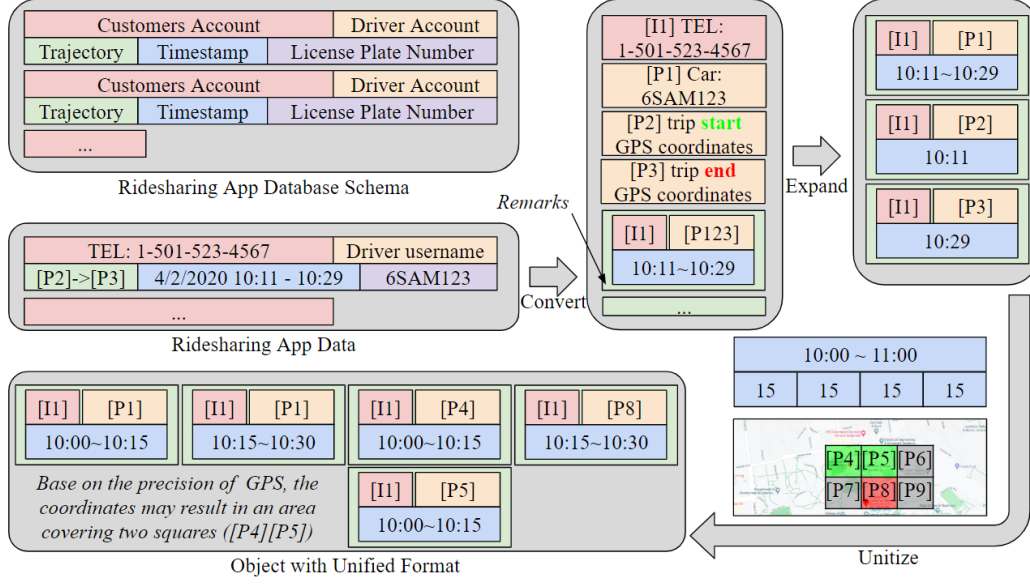 Customers Account
Driver Account
Trajectory
Timestamp
License Plate Number
Customers Account
Driver Account
Trajectory
Timestamp
License Plate Number
...
Ridesharing App Database Schema
TEL: 1-501-523-4567
Driver username
[P2]->[P3]
4/2/2020 10:11 - 10:29
6SAM123
...
Ridesharing App Data
Convert
Remarks
[I1] TEL:
1-501-523-4567
[P1] Car:
6SAM123
[P2] trip start
GPS coordinates
[P3] trip end
GPS coordinates
[I1]
[P123]
10:11~10:29
...
Expand
[I1]
[P1]
10:11~10:29
[I1]
[P2]
10:11
[I1]
[P3]
10:29
10:00 ~ 11:00
15
15
15
15
[P4]
[P5]
[P6]
[P7]
[P8]
[P9]
Unitize
[I1]
[P1]
10:00~10:15
[I1]
[P1]
10:15~10:30
[I1]
[P4]
10:00~10:15
[I1]
[P8]
10:15~10:30
[I1]
[P5]
10:00~10:15
Base on the precision of GPS, the
coordinates may result in an area
covering two squares ([P4][P5])
Object with Unified Format